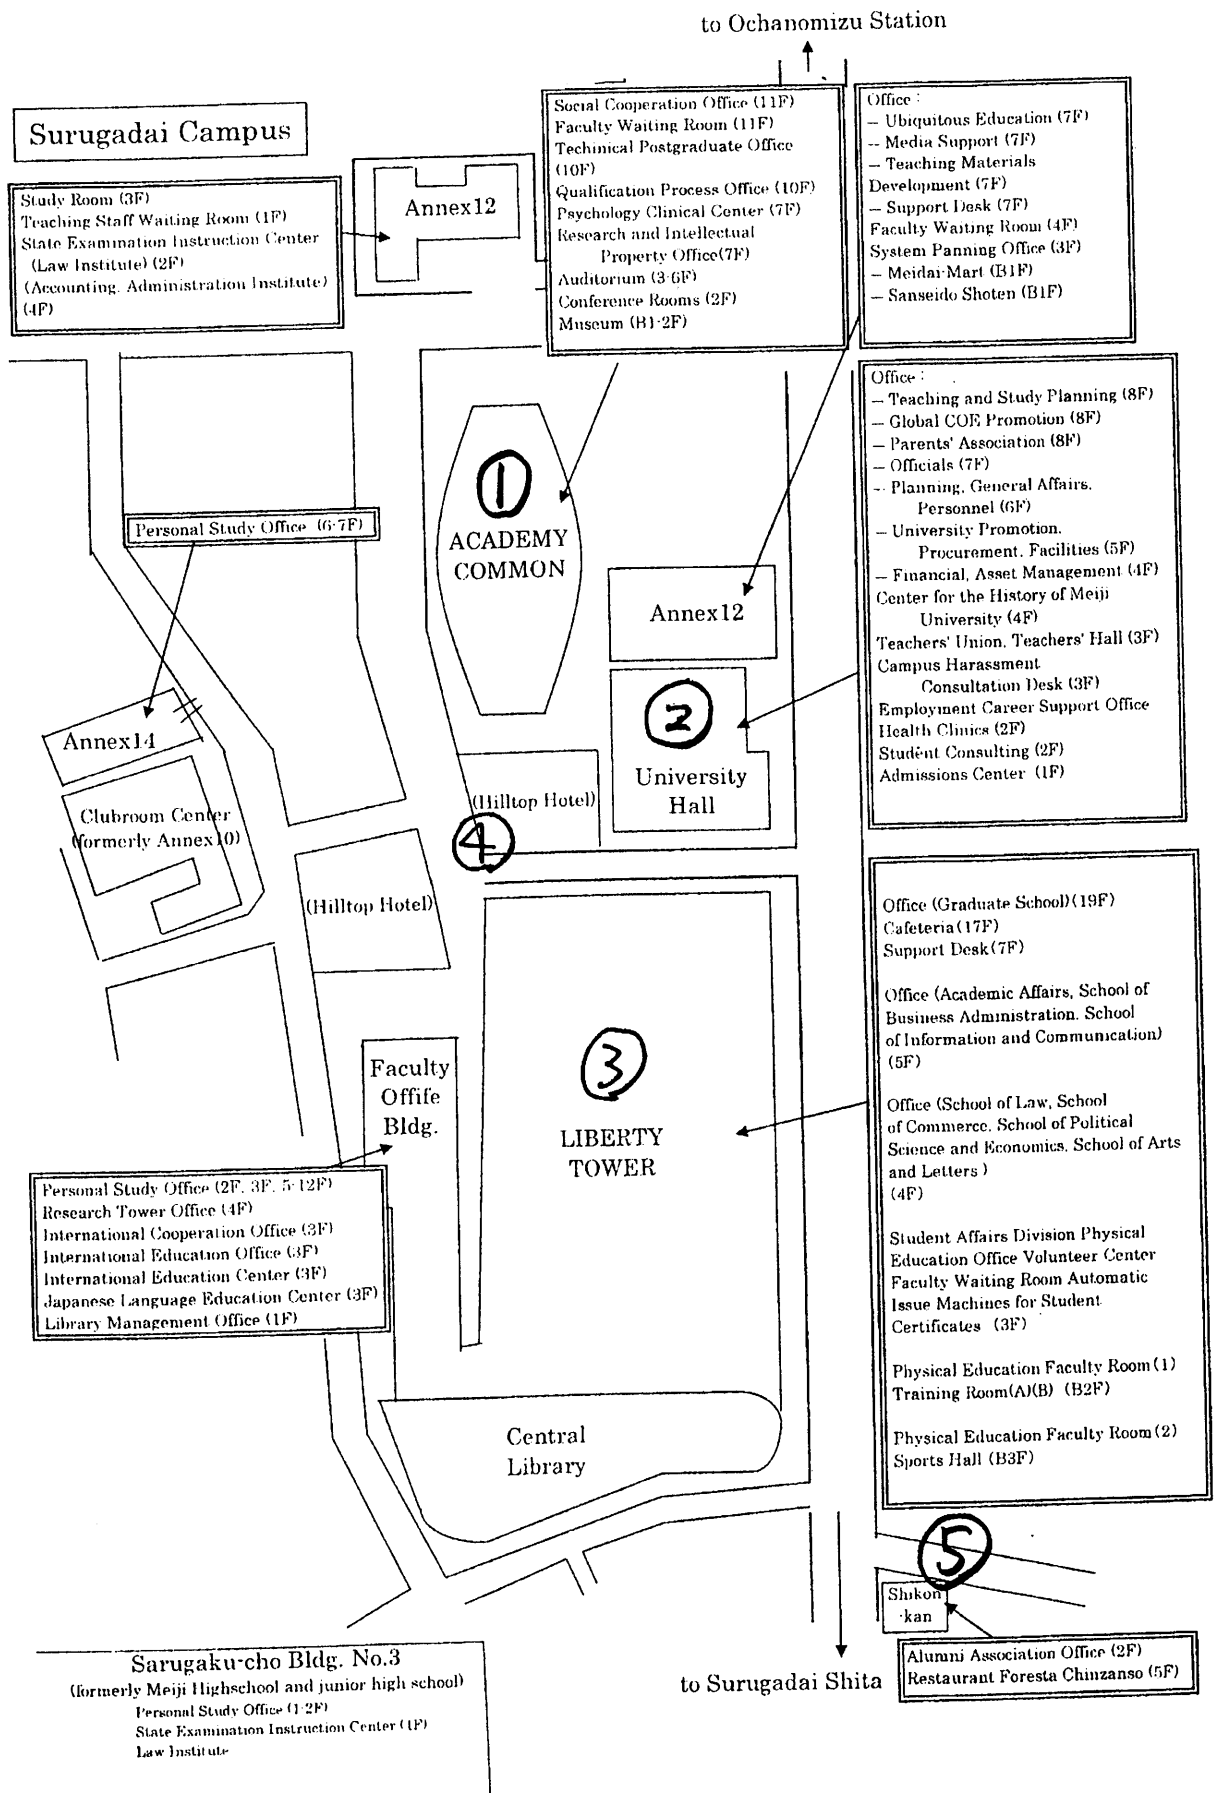 to Ochanomizu Station
Surugadai Campus
Study Room (3F)
Teaching Staff Waiting Room (1F)
State Examination Instruction Center
(Law Institute) (2F)
(Accounting, Administration Institute)
(4F)
Annex12
Social Cooperation Office (11F)
Faculty Waiting Room (11F)
Techinical Postgraduate Office
(10F)
Qualification Process Office (10F)
Psychology Clinical Center (7F)
Research and Intellectual
Property Office(7F)
Auditorium (3-6F)
Conference Rooms (2F)
Museum (B1-2F)
Office :
– Ubiquitous Education (7F)
-- Media Support (7F)
– Teaching Materials
Development (7F)
– Support Desk (7F)
Faculty Waiting Room (4F)
System Panning Office (3F)
– Meidai-Mart (B1F)
– Sanseido Shoten (B1F)
Office :
– Teaching and Study Planning (8F)
– Global COE Promotion (8F)
– Parents' Association (8F)
– Officials (7F)
-- Planning, General Affairs,
Personnel (6F)
– University Promotion,
Procurement, Facilities (5F)
– Financial, Asset Management (4F)
Center for the History of Meiji
University (4F)
Teachers' Union, Teachers' Hall (3F)
Campus Harassment
Consultation Desk (3F)
Employment Career Support Office
Health Clinics (2F)
Student Consulting (2F)
Admissions Center (1F)
1
ACADEMY
COMMON
Personal Study Office (6-7F)
Annex12
2
University
Hall
Annex14
Clubroom Center
(formerly Annex10)
(Hilltop Hotel)
4
(Hilltop Hotel)
3
LIBERTY
TOWER
Faculty
Offife
Bldg.
Office (Graduate School)(19F)
Cafeteria(17F)
Support Desk(7F)
Office (Academic Affairs, School of
Business Administration, School
of Information and Communication)
(5F)
Office (School of Law, School
of Commerce, School of Political
Science and Economics, School of Arts
and Letters )
(4F)
Student Affairs Division Physical
Education Office Volunteer Center
Faculty Waiting Room Automatic
Issue Machines for Student
Certificates (3F)
Physical Education Faculty Room(1)
Training Room(A)(B) (B2F)
Physical Education Faculty Room(2)
Sports Hall (B3F)
Personal Study Office (2F, 3F, 5-12F)
Research Tower Office (4F)
International Cooperation Office (3F)
International Education Office (3F)
International Education Center (3F)
Japanese Language Education Center (3F)
Library Management Office (1F)
Central
Library
5
Shikon
-kan
Alumni Association Office (2F)
Restaurant Foresta Chinzanso (5F)
to Surugadai Shita
Sarugaku-cho Bldg. No.3
(formerly Meiji Highschool and junior high school)
Personal Study Office (1-2F)
State Examination Instruction Center (1F)
Law Institute